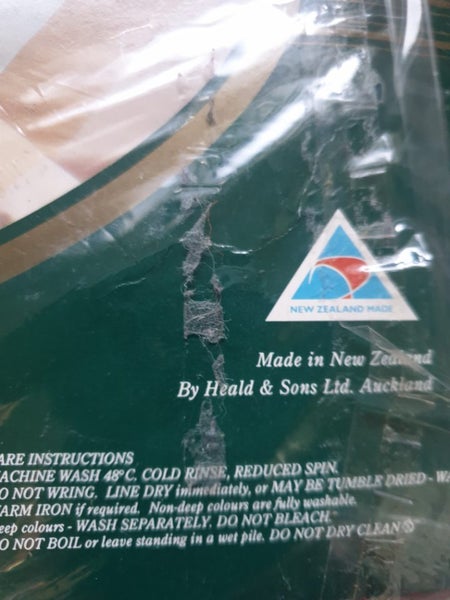 NEW ZEALAND MADE
Made in New Zealand
By Heald & Sons Ltd. Auckland
ARE INSTRUCTIONS
ACHINE WASH 48°C. COLD RINSE, REDUCED SPIN.
O NOT WRING. LINE DRY immediately, or MAY BE TUMBLE DRIED - WA
ARM IRON if required. Non-deep colours are fully washable.
eep colours - WASH SEPARATELY. DO NOT BLEACH.
O NOT BOIL or leave standing in a wet pile. DO NOT DRY CLEAN